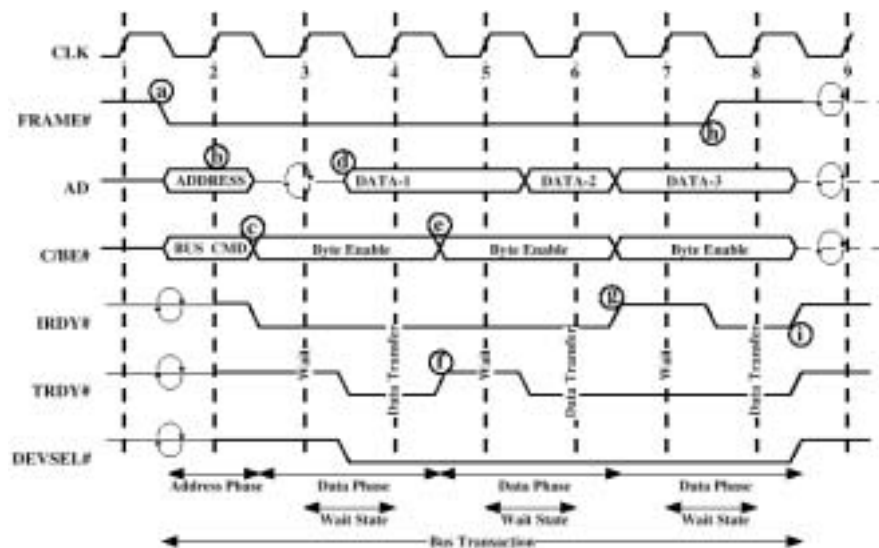 CLK
1 2 3 4 5 6 7 8 9
a
FRAME#
h
b
d
AD
ADDRESS
DATA-1
DATA-2
DATA-3
c
e
C/BE#
BUS CMD
Byte Enable
Byte Enable
Byte Enable
g
IRDY#
i
Wait
Data Transfer
Wait
Data Transfer
Wait
Data Transfer
f
TRDY#
DEVSEL#
Address Phase
Data Phase
Data Phase
Data Phase
Wait State
Wait State
Wait State
Bus Transaction